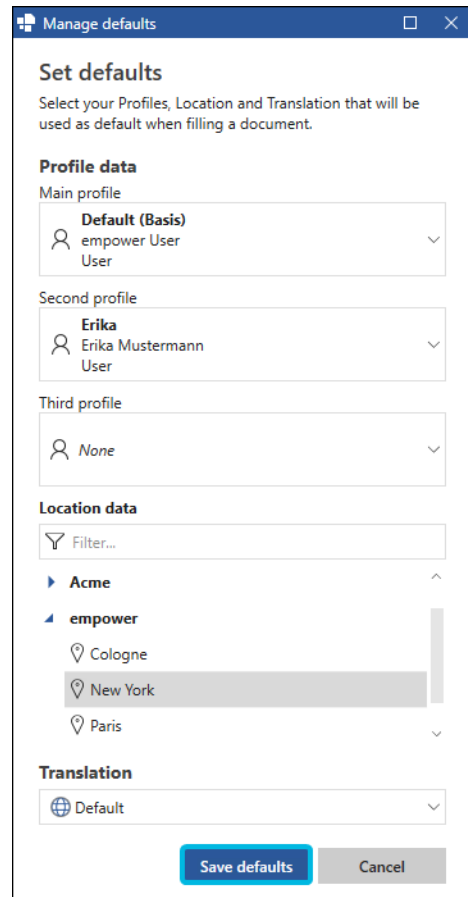 Manage defaults
Set defaults
Select your Profiles, Location and Translation that will be
used as default when filling a document.
Profile data
Main profile
Default (Basis)
empower User
User
Second profile
Erika
Erika Mustermann
User
Third profile
None
Location data
Filter...
Acme
empower
Cologne
New York
Paris
Translation
Default
Save defaults Cancel